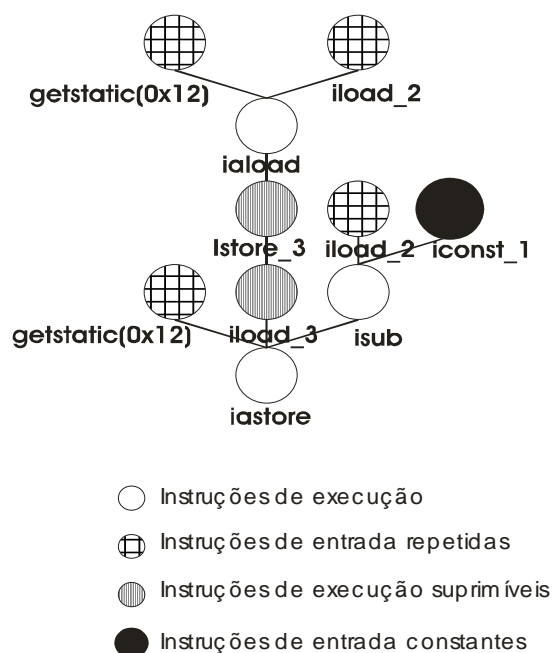 getstatic(0x12) iload_2
iaload
lstore_3 iload_2 iconst_1
getstatic(0x12) iload_3 isub
iastore
Instruções de execução
Instruções de entrada repetidas
Instruções de execução suprimíveis
Instruções de entrada constantes